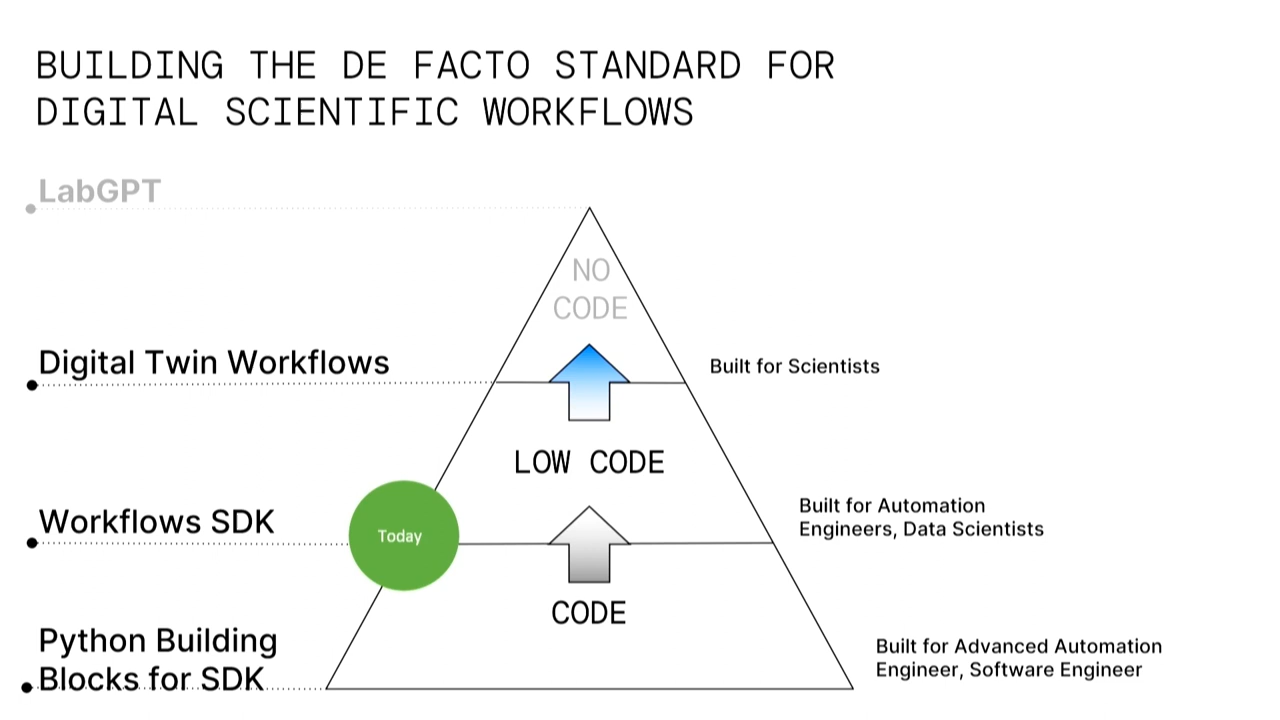 BUILDING THE DE FACTO STANDARD FOR
DIGITAL SCIENTIFIC WORKFLOWS
LabGPT
NO
CODE
Digital Twin Workflows
Built for Scientists
LOW CODE
Workflows SDK
Today
Built for Automation
Engineers, Data Scientists
CODE
Python Building
Blocks for SDK
Built for Advanced Automation
Engineer, Software Engineer